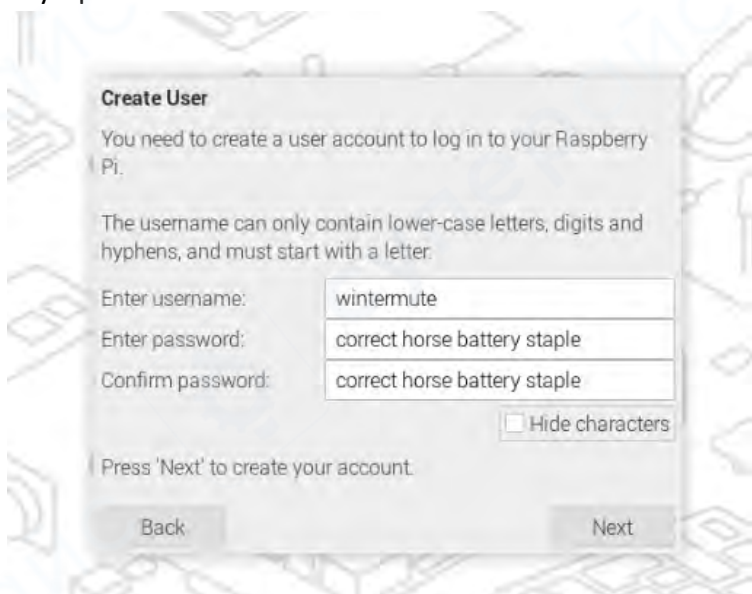 Create User
You need to create a user account to log in to your Raspberry
Pi.
The username can only contain lower-case letters, digits and
hyphens, and must start with a letter.
Enter username: wintermute
Enter password: correct horse battery staple
Confirm password: correct horse battery staple
Hide characters
Press 'Next' to create your account.
Back Next